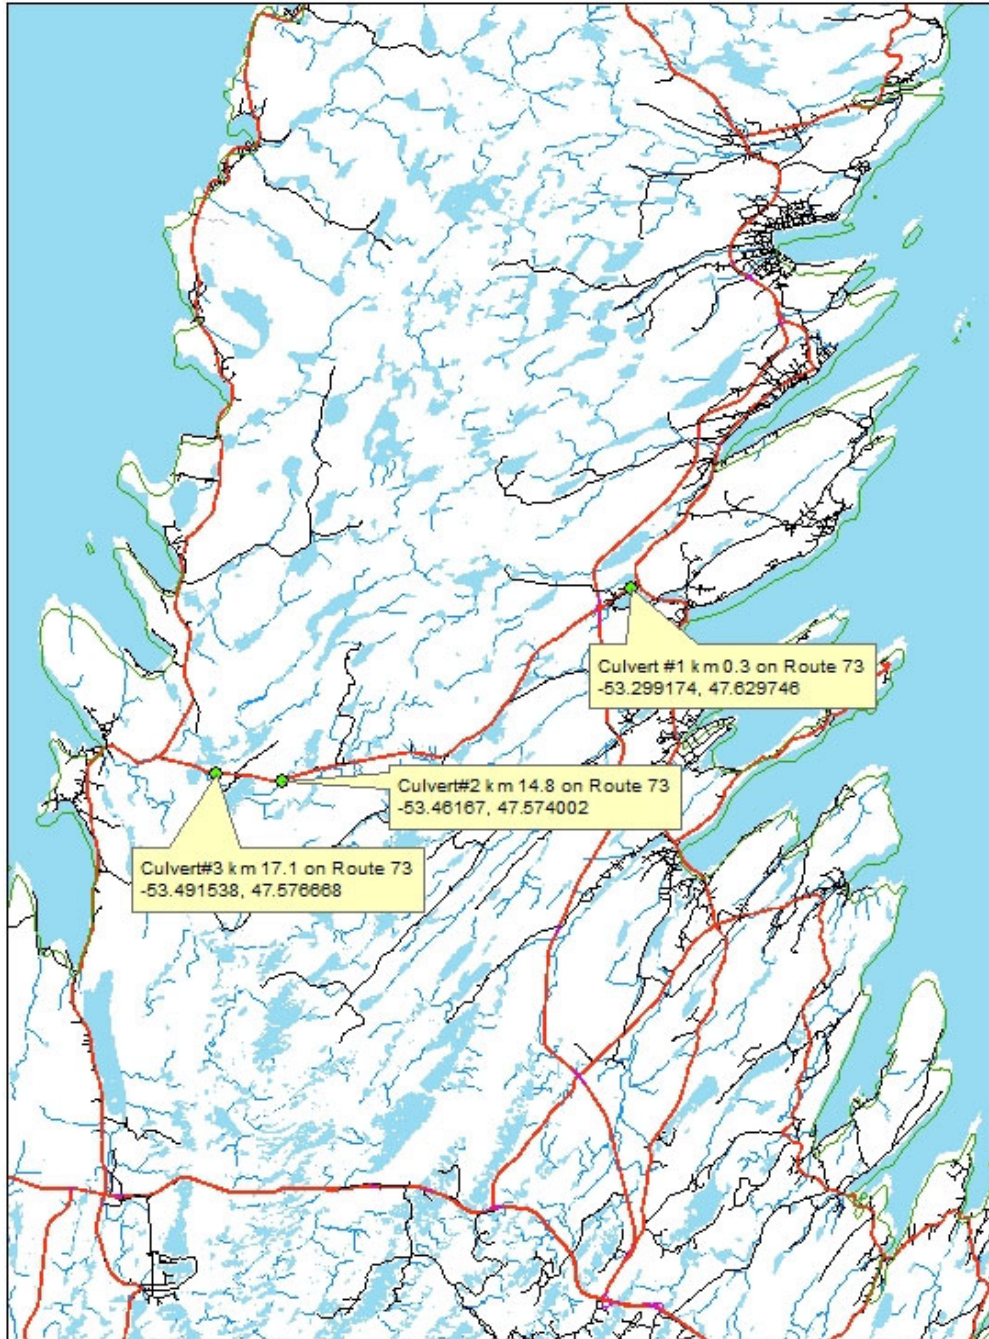 Culvert #1 km 0.3 on Route 73
-53.299174, 47.629746
Culvert#2 km 14.8 on Route 73
-53.46167, 47.574002
Culvert#3 km 17.1 on Route 73
-53.491538, 47.576668